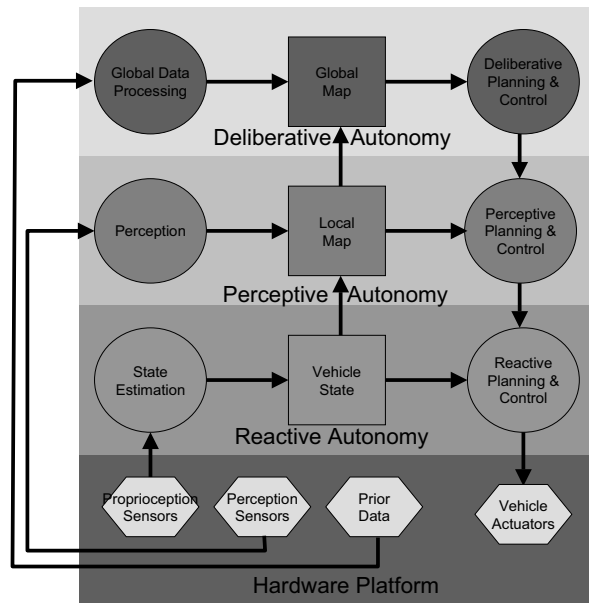 Global Data
Processing
Global
Map
Deliberative
Planning &
Control
Deliberative Autonomy
Perception
Local
Map
Perceptive
Planning &
Control
Perceptive Autonomy
State
Estimation
Vehicle
State
Reactive
Planning &
Control
Reactive Autonomy
Proprioception
Sensors
Perception
Sensors
Prior
Data
Vehicle
Actuators
Hardware Platform